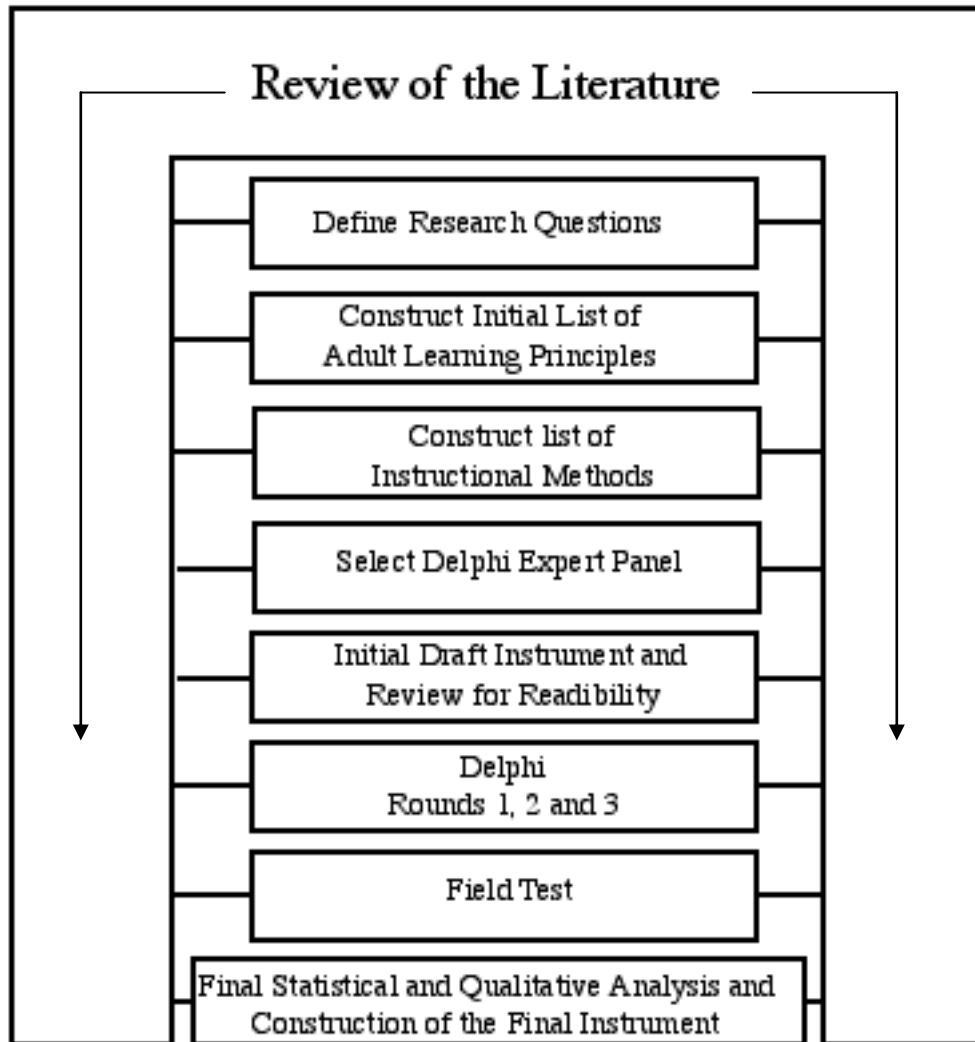 Review of the Literature
Define Research Questions
Construct Initial List of
Adult Learning Principles
Construct list of
Instructional Methods
Select Delphi Expert Panel
Initial Draft Instrument and
Review for Readibility
Delphi
Rounds 1, 2 and 3
Field Test
Final Statistical and Qualitative Analysis and
Construction of the Final Instrument